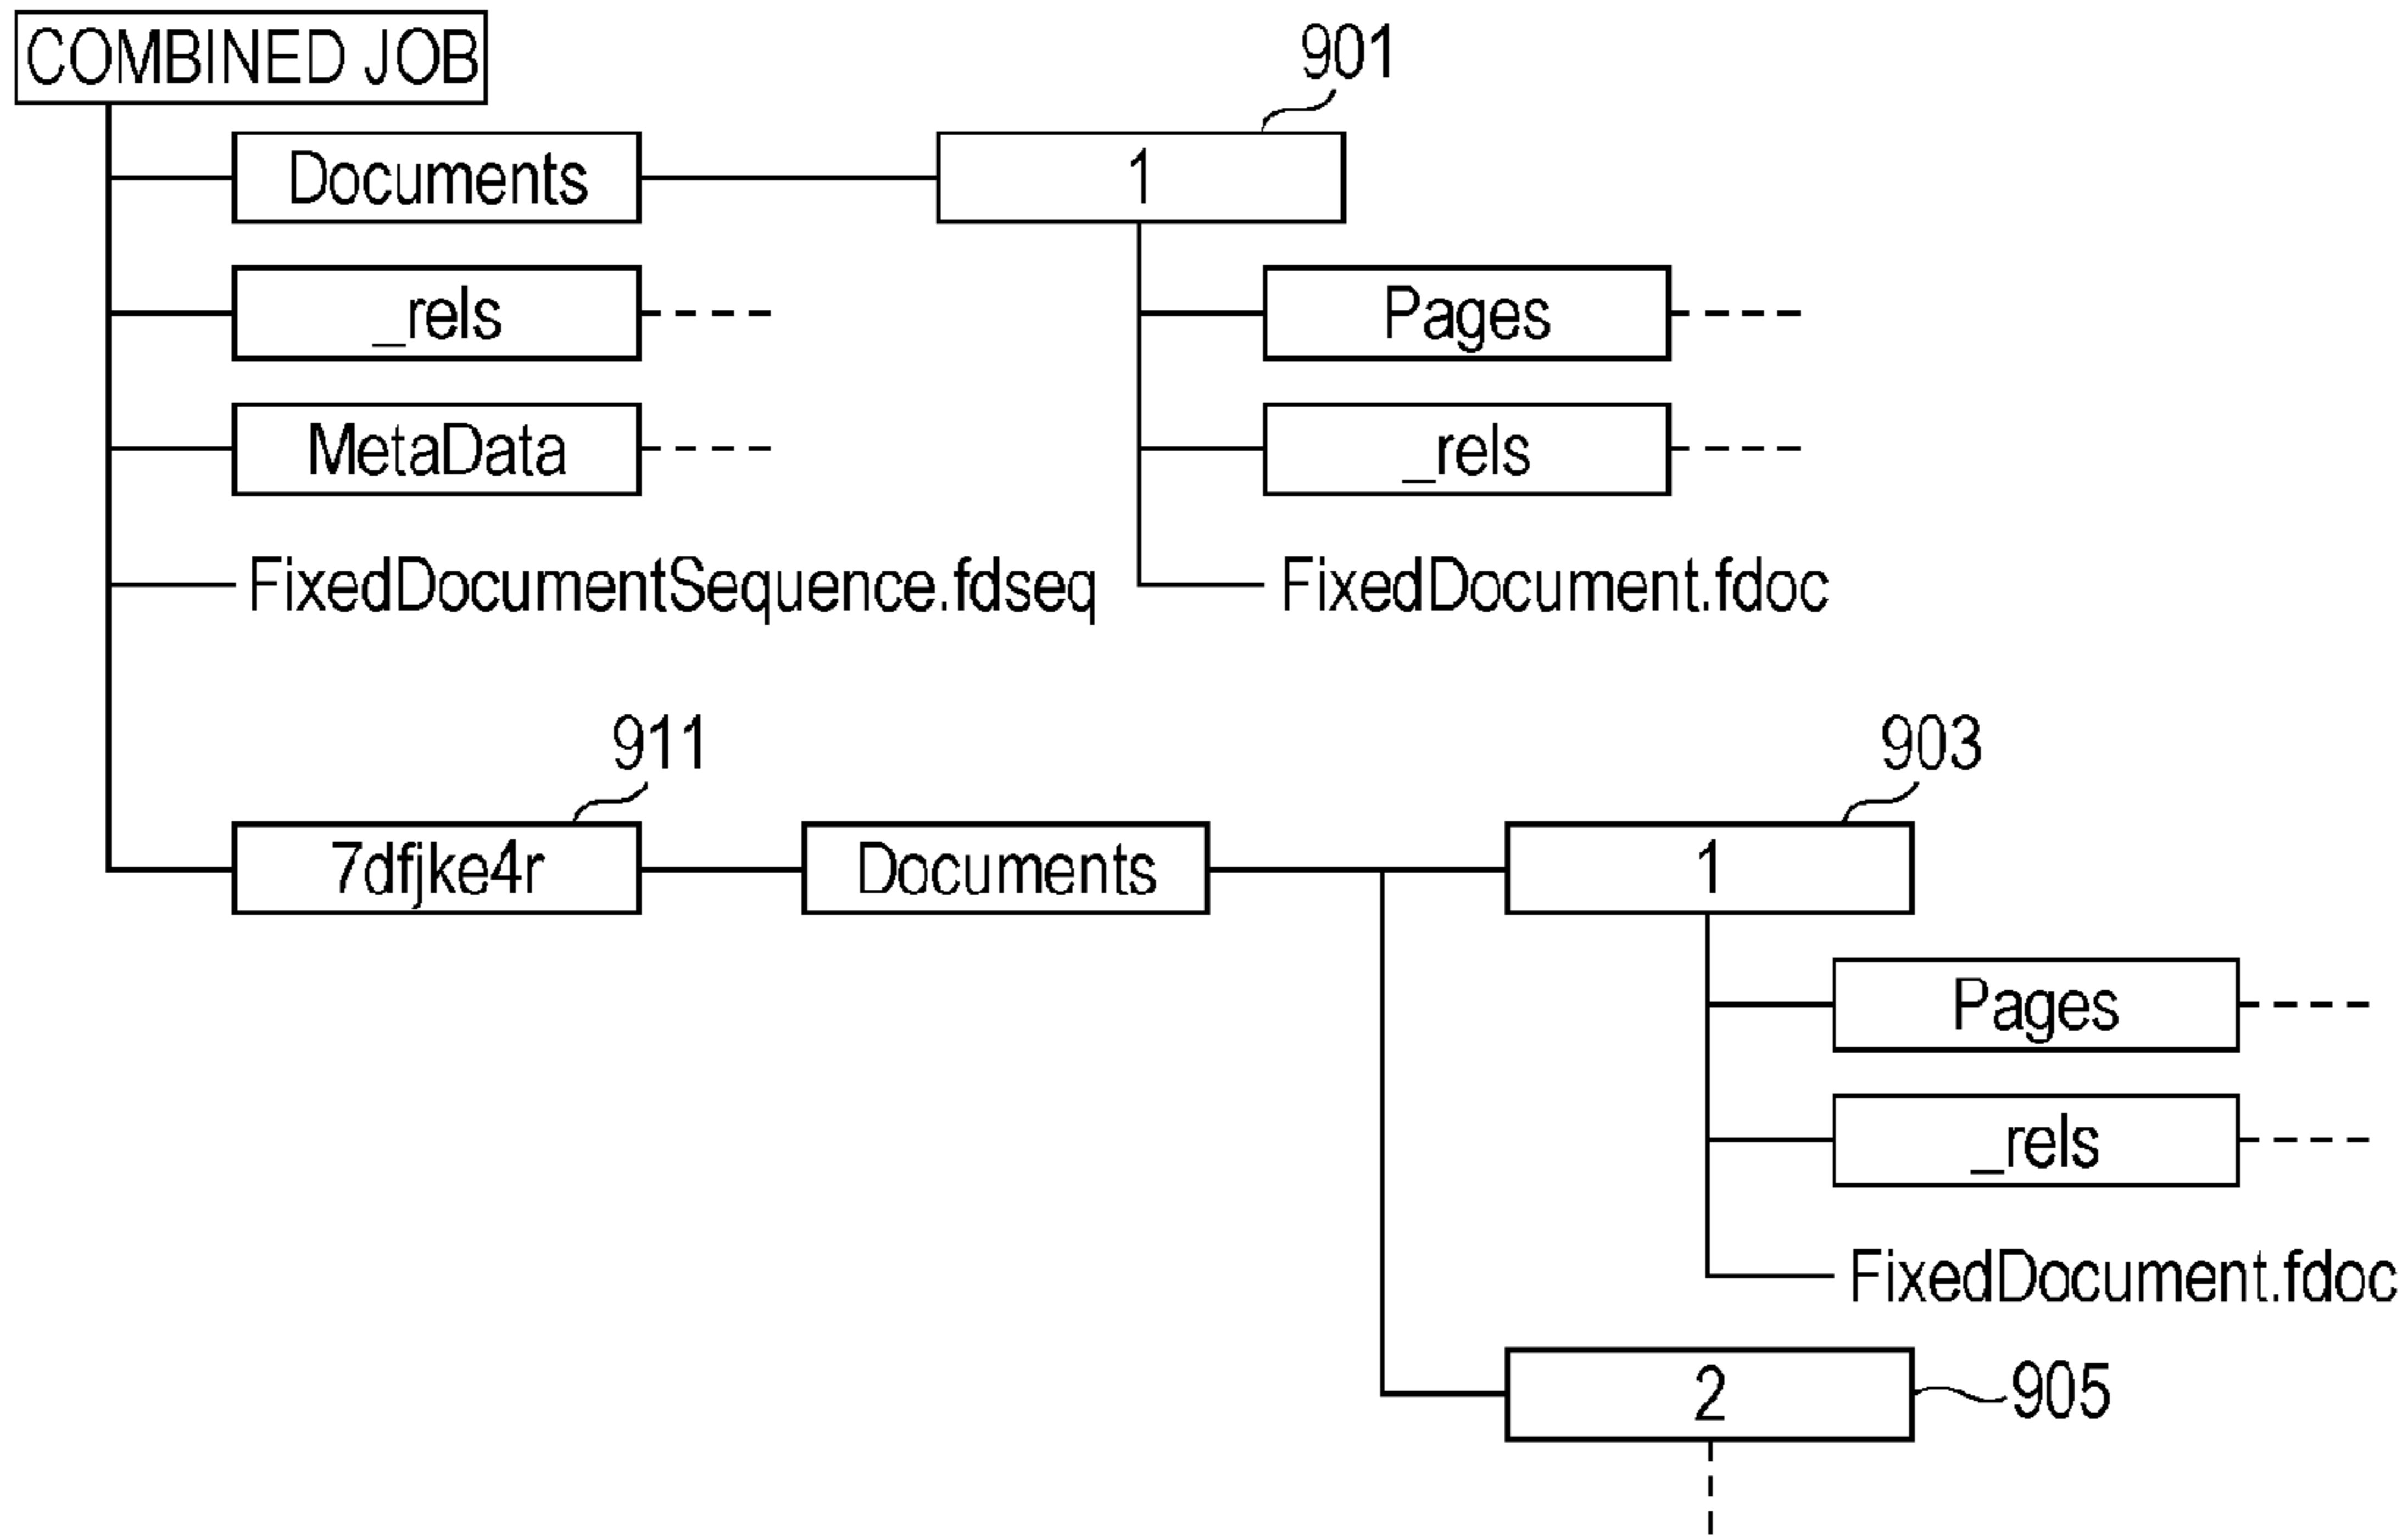 COMBINED JOB
901
Documents
1
_rels
Pages
MetaData
_rels
FixedDocumentSequence.fdseq
FixedDocument.fdoc
911
903
7dfjke4r
Documents
1
Pages
_rels
FixedDocument.fdoc
2
905